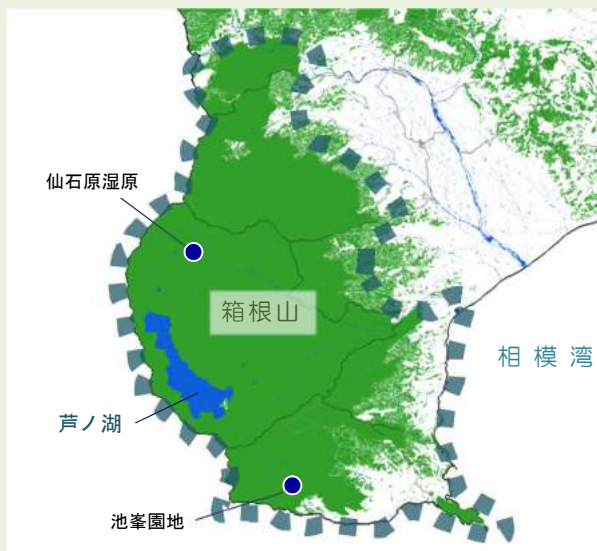 仙石原湿原
箱根山
相模湾
芦ノ湖
池峯園地